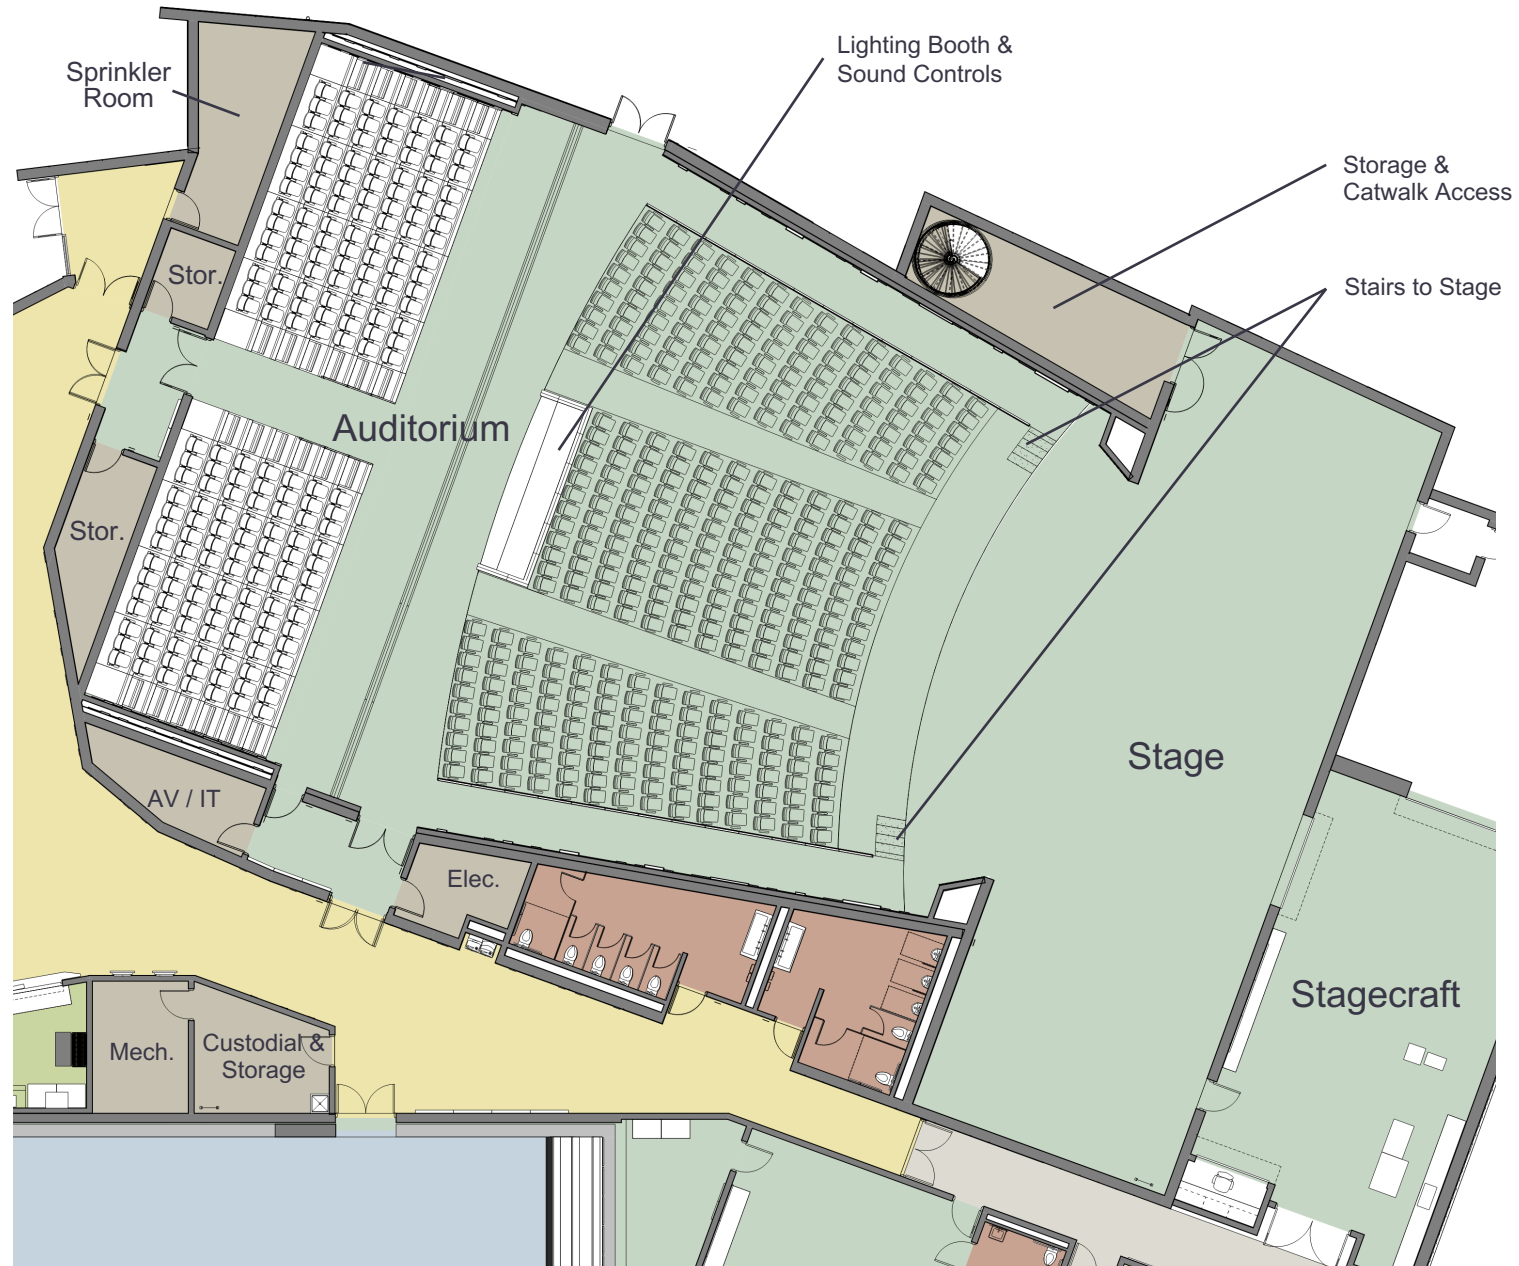 Lighting Booth &
Sound Controls
Sprinkler
Room
Storage &
Catwalk Access
Stor.
Stairs to Stage
Auditorium
Stor.
Stage
AV / IT
Elec.
Stagecraft
Mech.
Custodial &
Storage